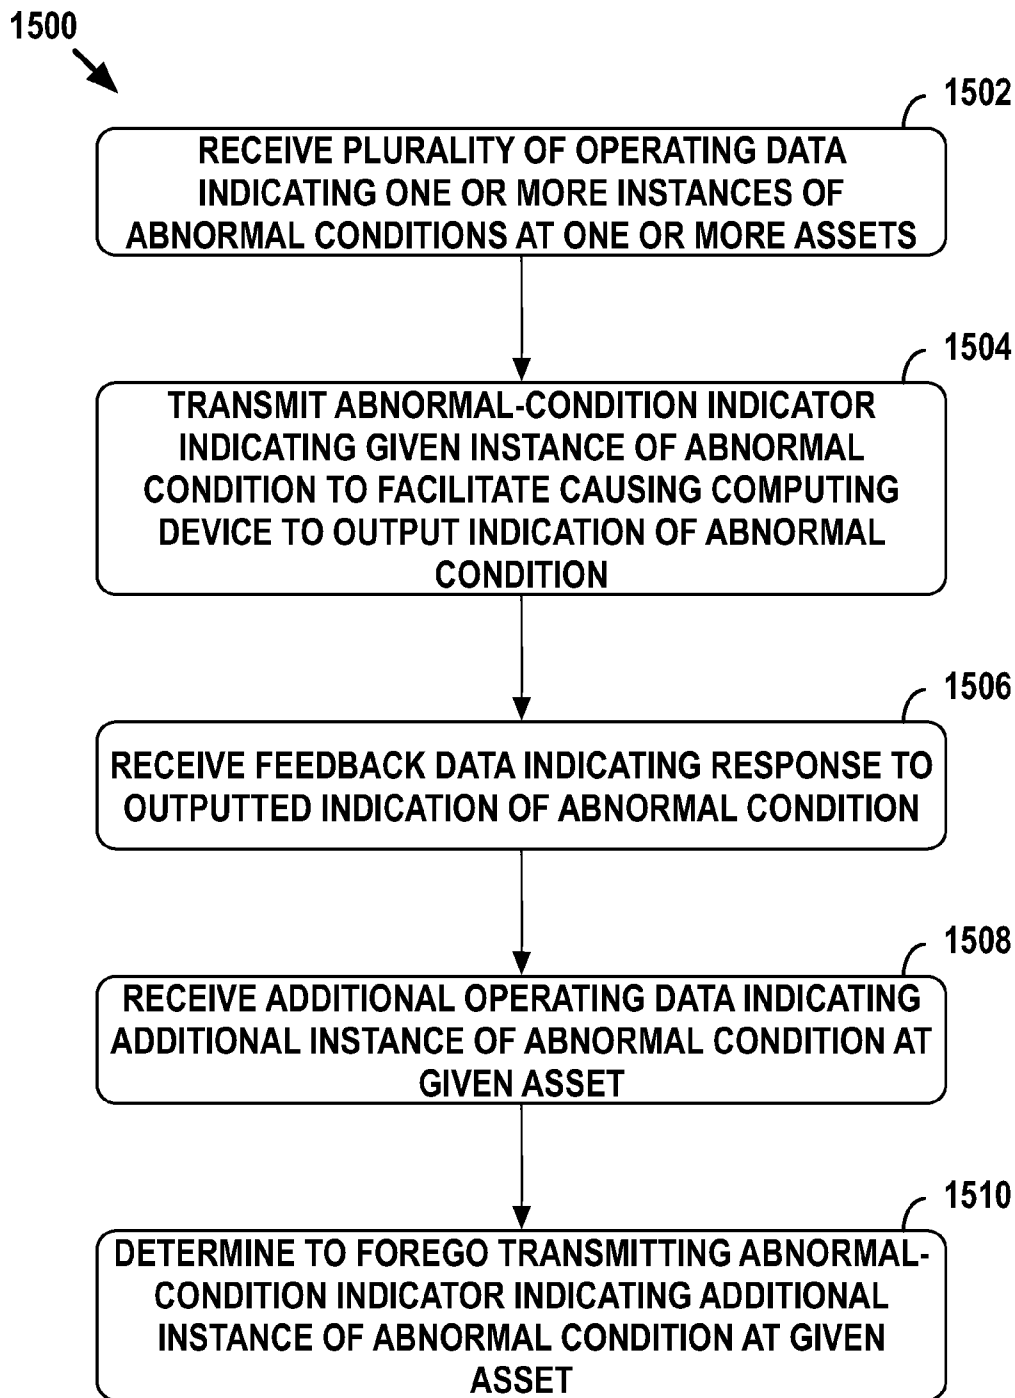 1500
1502
RECEIVE PLURALITY OF OPERATING DATA
INDICATING ONE OR MORE INSTANCES OF
ABNORMAL CONDITIONS AT ONE OR MORE ASSETS
1504
TRANSMIT ABNORMAL-CONDITION INDICATOR
INDICATING GIVEN INSTANCE OF ABNORMAL
CONDITION TO FACILITATE CAUSING COMPUTING
DEVICE TO OUTPUT INDICATION OF ABNORMAL
CONDITION
1506
RECEIVE FEEDBACK DATA INDICATING RESPONSE TO
OUTPUTTED INDICATION OF ABNORMAL CONDITION
1508
RECEIVE ADDITIONAL OPERATING DATA INDICATING
ADDITIONAL INSTANCE OF ABNORMAL CONDITION AT
GIVEN ASSET
1510
DETERMINE TO FOREGO TRANSMITTING ABNORMAL-
CONDITION INDICATOR INDICATING ADDITIONAL
INSTANCE OF ABNORMAL CONDITION AT GIVEN
ASSET